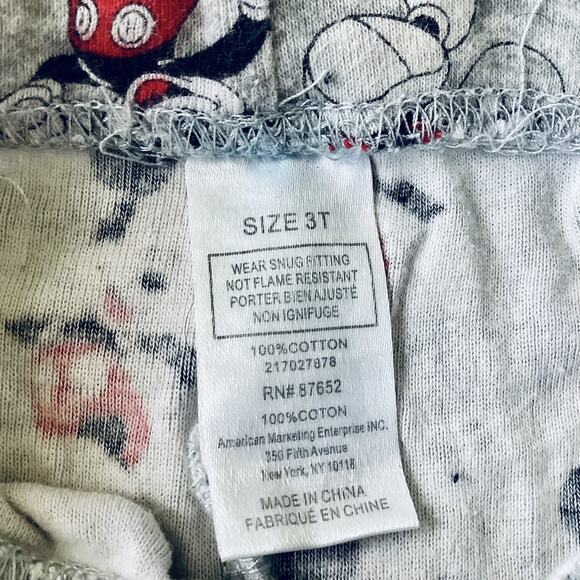 SIZE 3T
WEAR SNUG FITTING
NOT FLAME RESISTANT
PORTER BIEN AJUSTÉ
NON IGNIFUGE
100%COTTON
217027878
RN# 87652
100%COTON
American Marketing Enterprise INC.
350 Fifth Avenue
New York, NY 10118
MADE IN CHINA
FABRIQUÉ EN CHINE